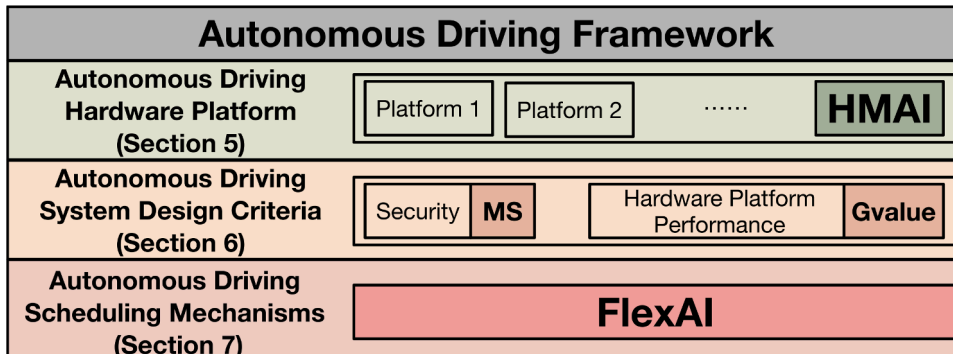 Autonomous Driving Framework
Autonomous Driving
Hardware Platform
(Section 5)
Platform 1
Platform 2
......
HMAI
Autonomous Driving
System Design Criteria
(Section 6)
Security
MS
Hardware Platform
Performance
Gvalue
Autonomous Driving
Scheduling Mechanisms
(Section 7)
FlexAI